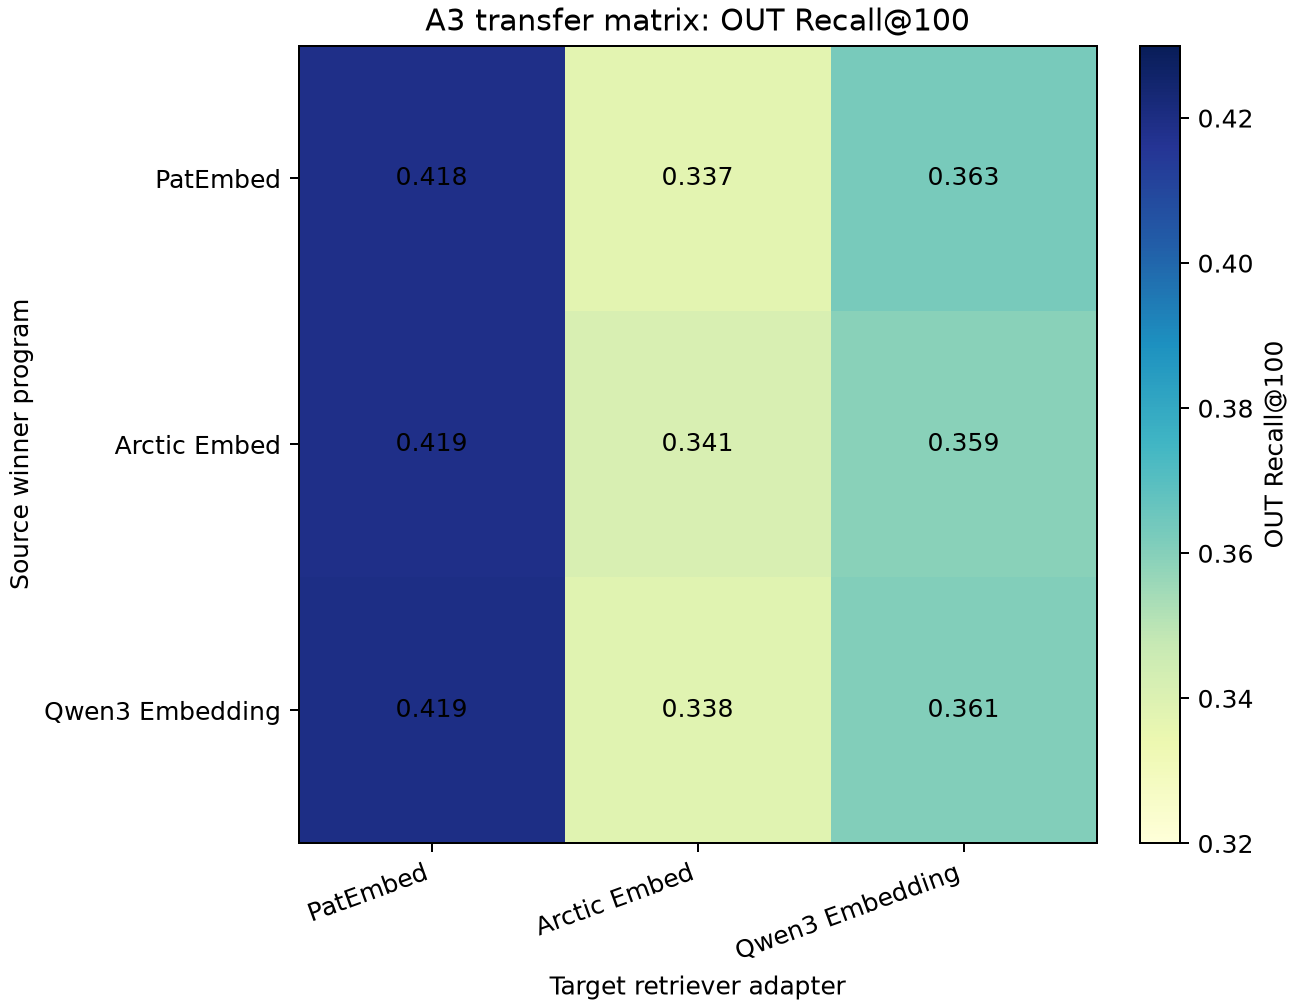 A3 transfer matrix: OUT Recall@100
Source winner program
PatEmbed
Arctic Embed
Qwen3 Embedding
0.418 0.337 0.363
0.419 0.341 0.359
0.419 0.338 0.361
PatEmbed
Arctic Embed
Qwen3 Embedding
Target retriever adapter
0.42
0.40
0.38
0.36
0.34
0.32
OUT Recall@100